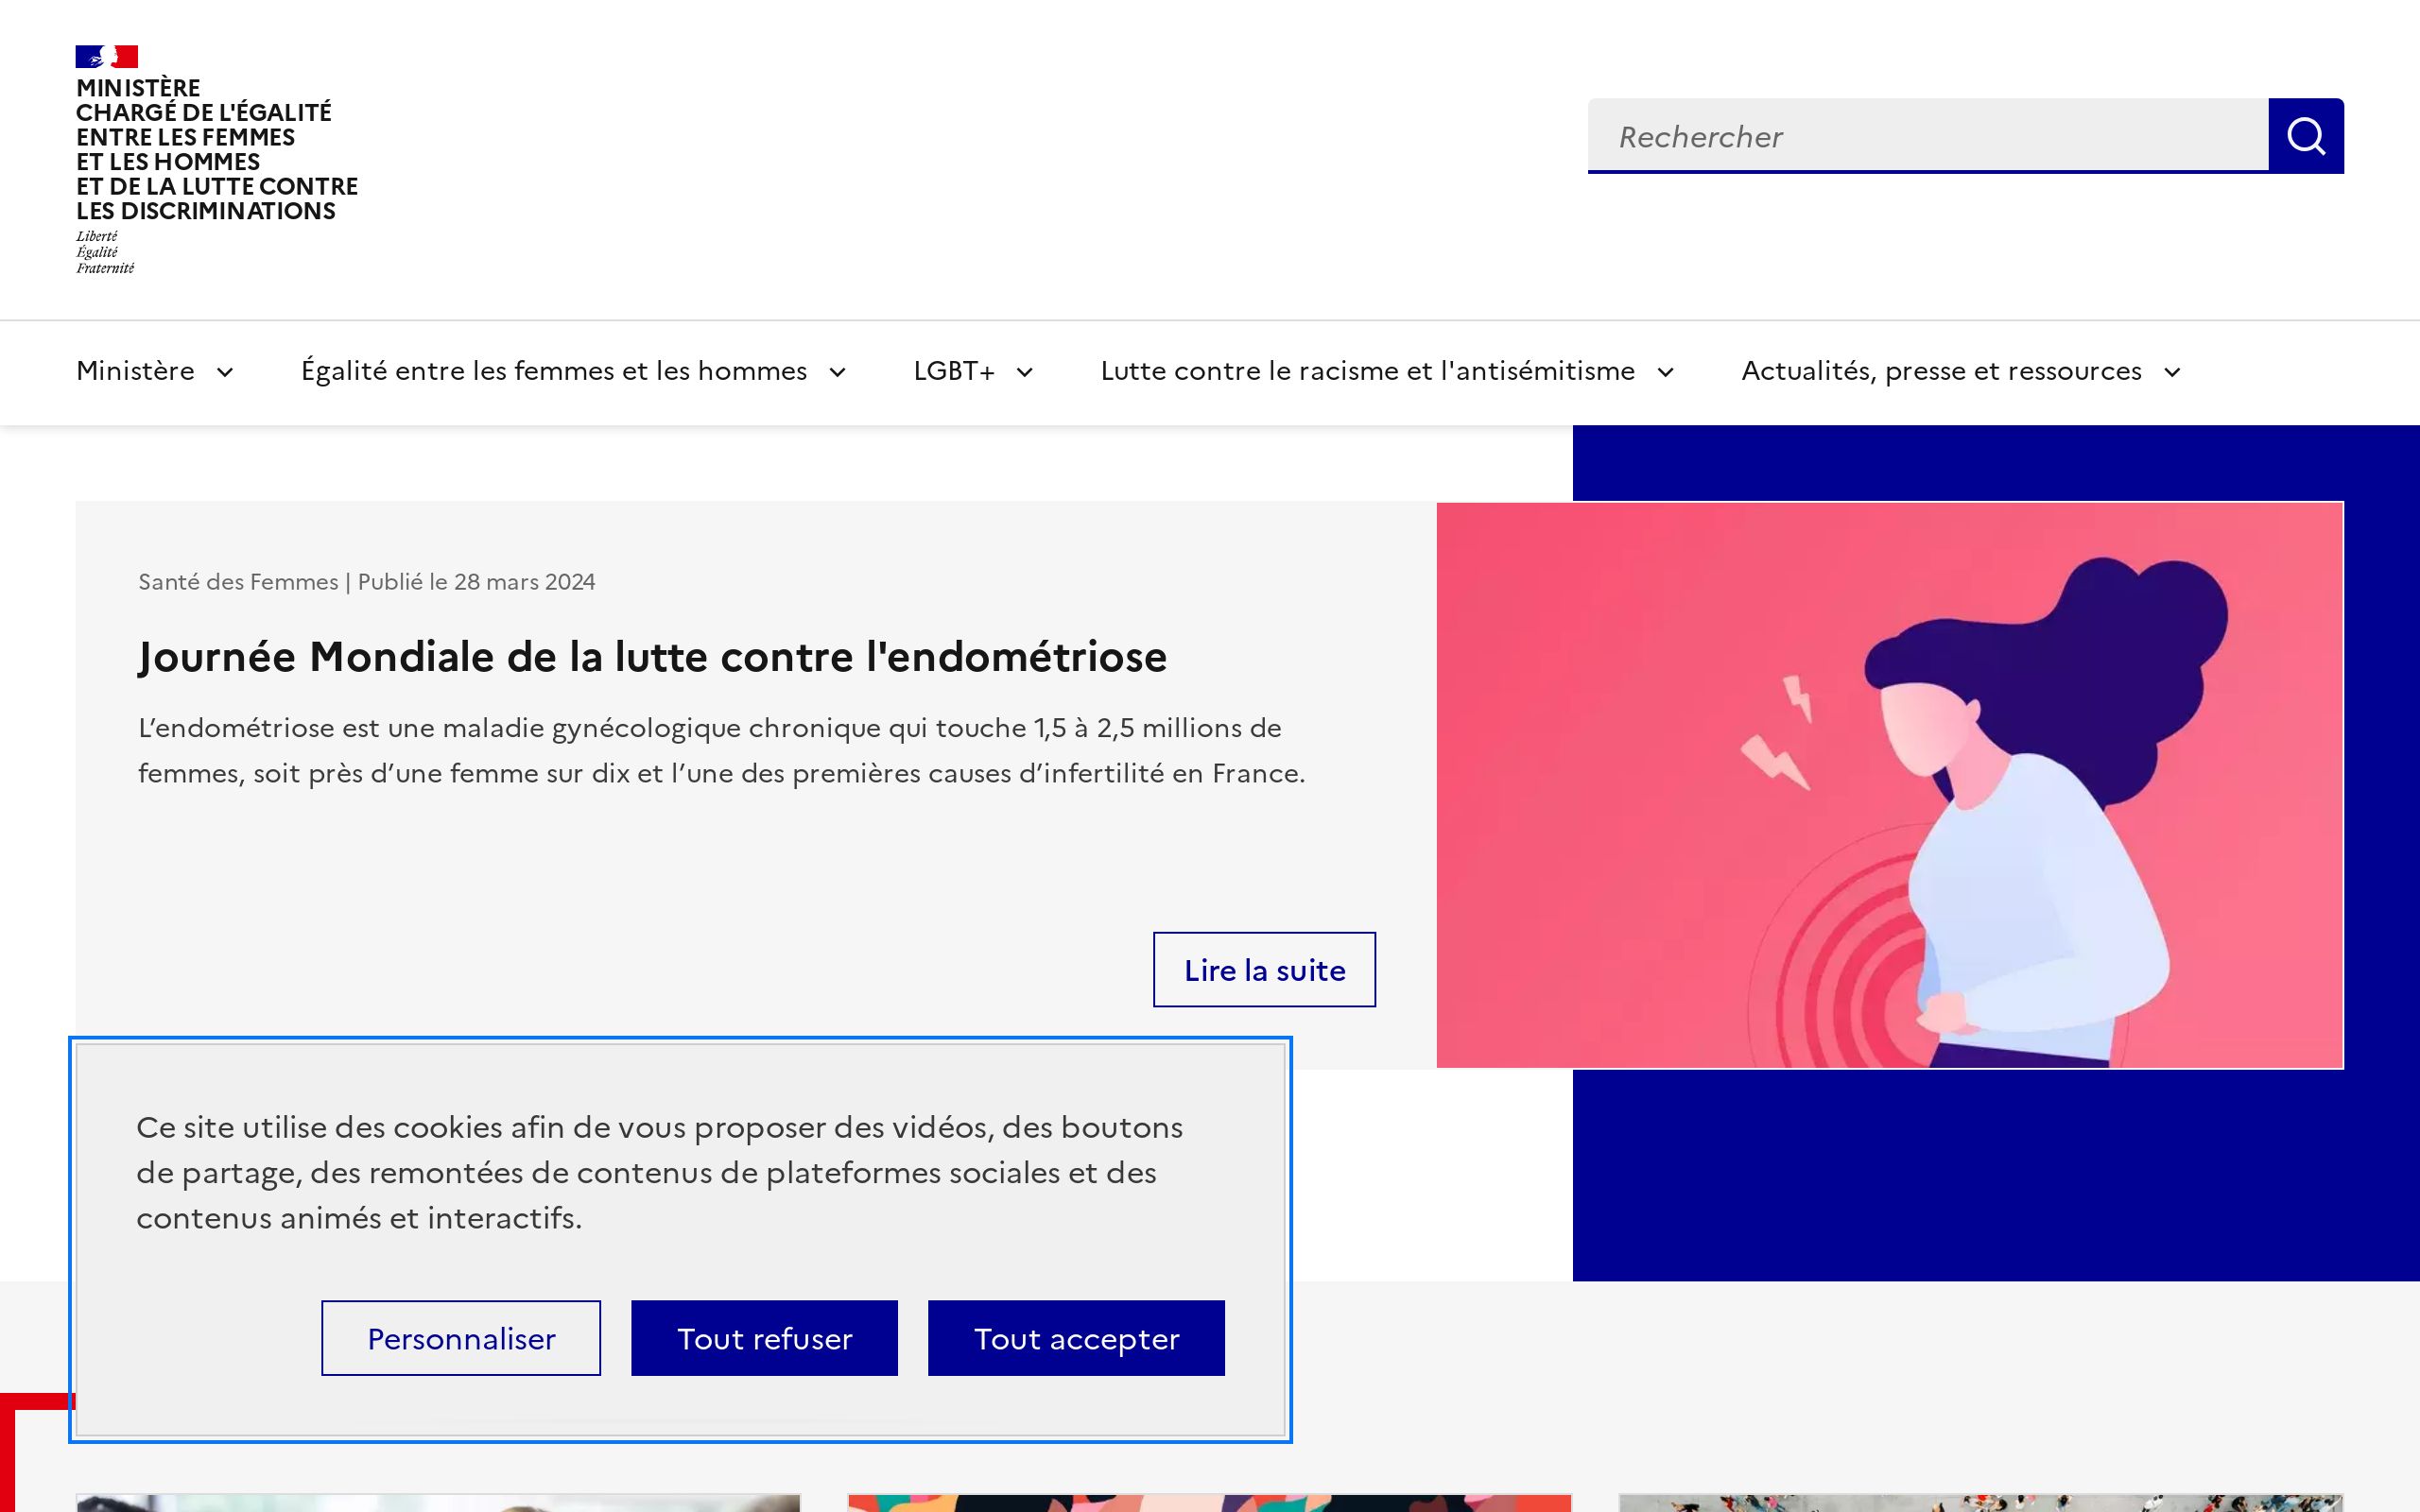 MINISTÈRE
CHARGÉ DE L'ÉGALITÉ
ENTRE LES FEMMES
ET LES HOMMES
ET DE LA LUTTE CONTRE
LES DISCRIMINATIONS
Liberté
Égalité
Fraternité
Rechercher
Ministère
Égalité entre les femmes et les hommes
LGBT+
Lutte contre le racisme et l'antisémitisme
Actualités, presse et ressources
Santé des Femmes | Publié le 28 mars 2024
Journée Mondiale de la lutte contre l'endométriose
L’endométriose est une maladie gynécologique chronique qui touche 1,5 à 2,5 millions de
femmes, soit près d’une femme sur dix et l’une des premières causes d’infertilité en France.
Lire la suite
Ce site utilise des cookies afin de vous proposer des vidéos, des boutons
de partage, des remontées de contenus de plateformes sociales et des
contenus animés et interactifs.
Personnaliser
Tout refuser
Tout accepter